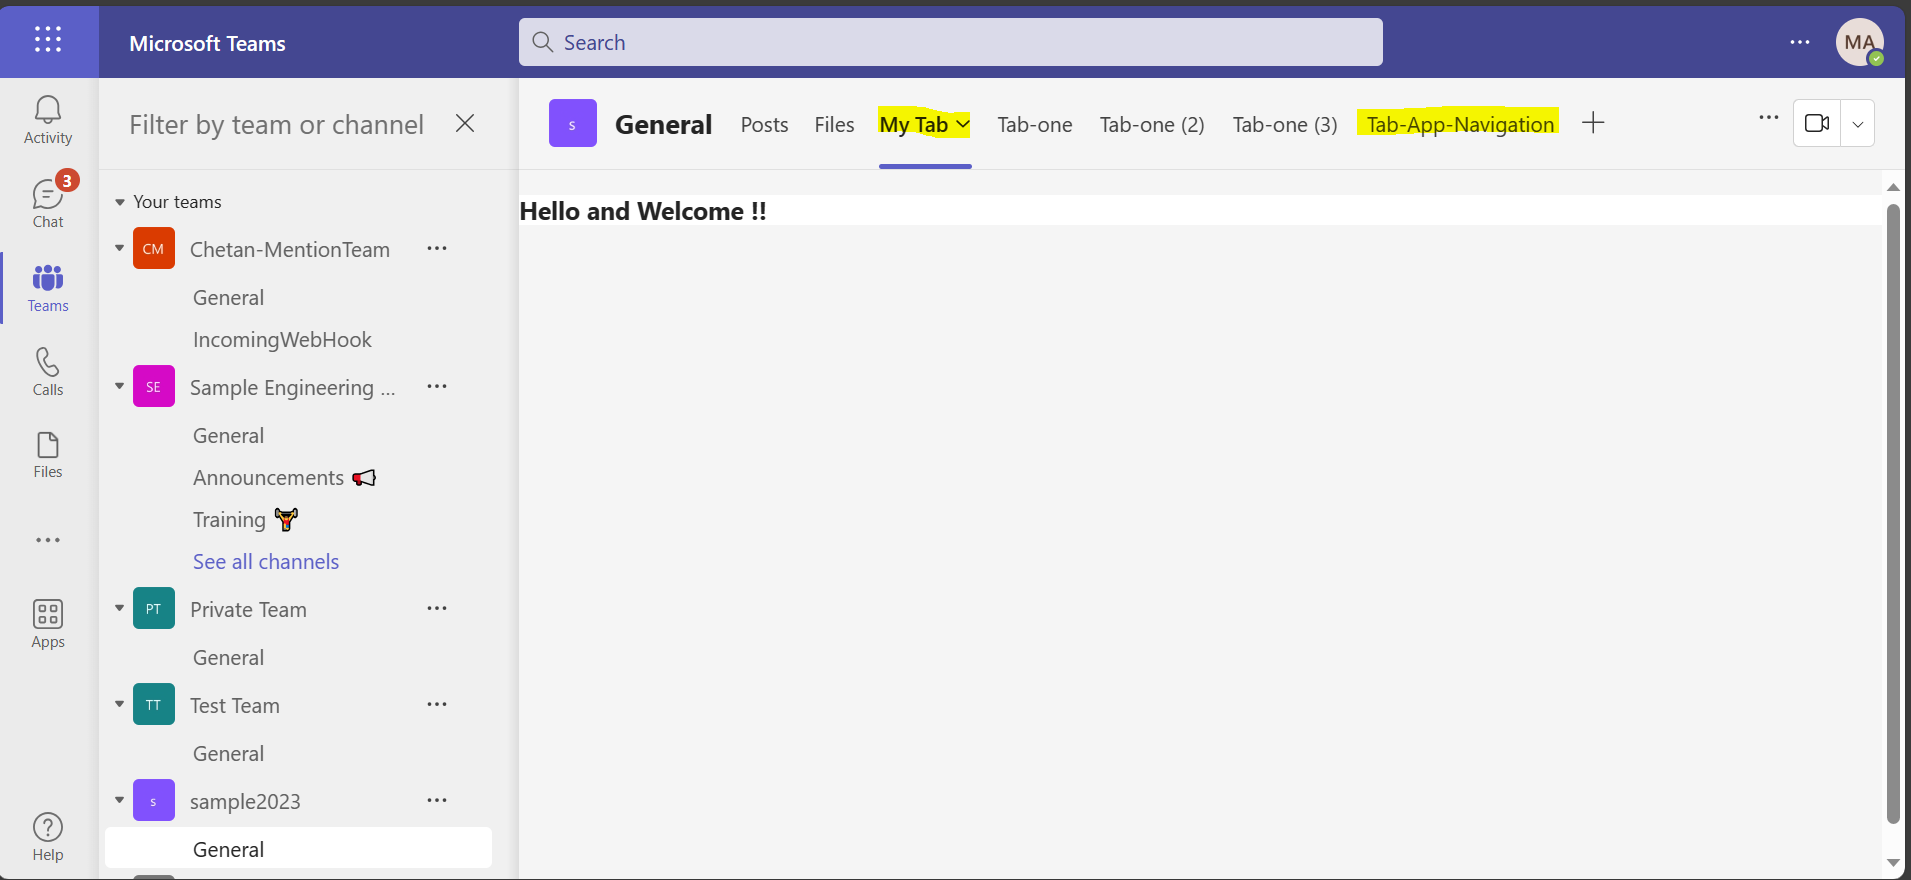 Microsoft Teams
Search
MA
Activity
3
Chat
Teams
Calls
Files
Apps
Help
Filter by team or channel
Your teams
CM Chetan-MentionTeam
General
IncomingWebHook
SE Sample Engineering ...
General
Announcements
Training
See all channels
PT Private Team
General
TT Test Team
General
s sample2023
General
s General Posts Files My Tab Tab-one Tab-one (2) Tab-one (3) Tab-App-Navigation
Hello and Welcome !!